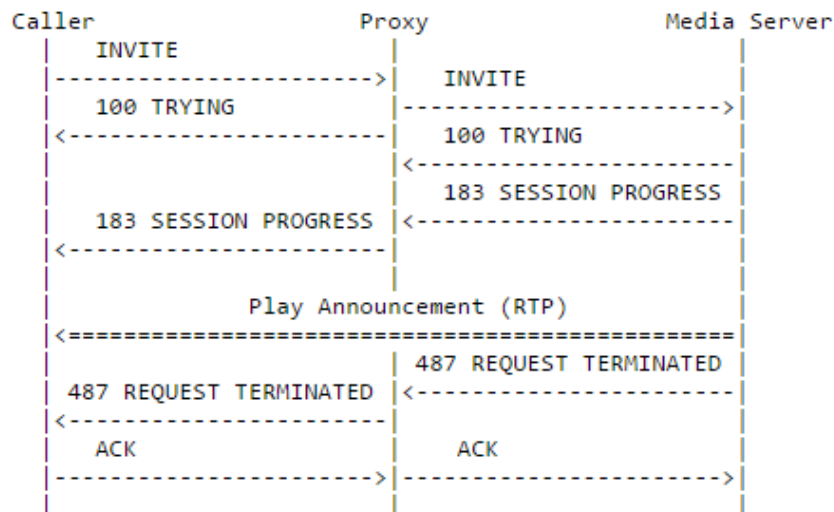 Caller Proxy Media Server
INVITE
INVITE
100 TRYING
100 TRYING
183 SESSION PROGRESS
183 SESSION PROGRESS
Play Announcement (RTP)
487 REQUEST TERMINATED
487 REQUEST TERMINATED
ACK ACK